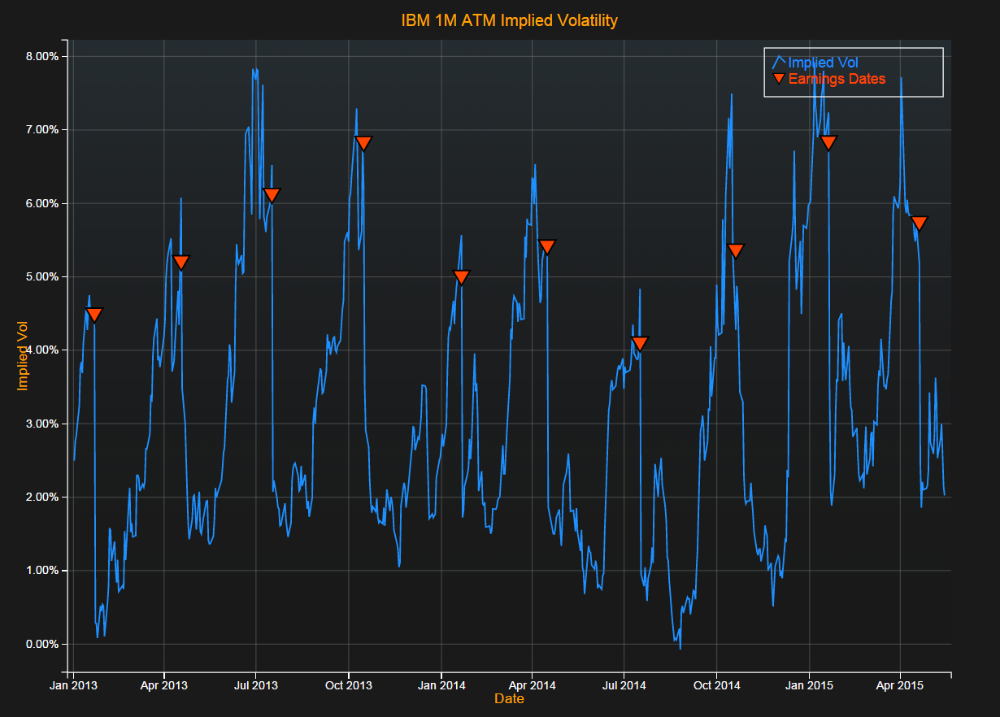 IBM 1M ATM Implied Volatility
Implied Vol
Earnings Dates
8.00%
7.00%
6.00%
5.00%
4.00%
3.00%
2.00%
1.00%
0.00%
Implied Vol
Jan 2013 Apr 2013 Jul 2013 Oct 2013 Jan 2014 Apr 2014 Jul 2014 Oct 2014 Jan 2015 Apr 2015
Date